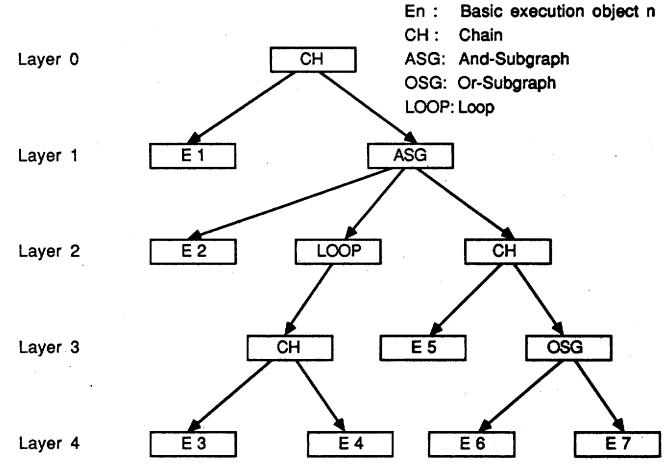 En : Basic execution object n
CH : Chain
ASG: And-Subgraph
OSG: Or-Subgraph
LOOP: Loop
Layer 0 CH
Layer 1 E 1 ASG
Layer 2 E 2 LOOP CH
Layer 3 CH E 5 OSG
Layer 4 E 3 E 4 E 6 E 7